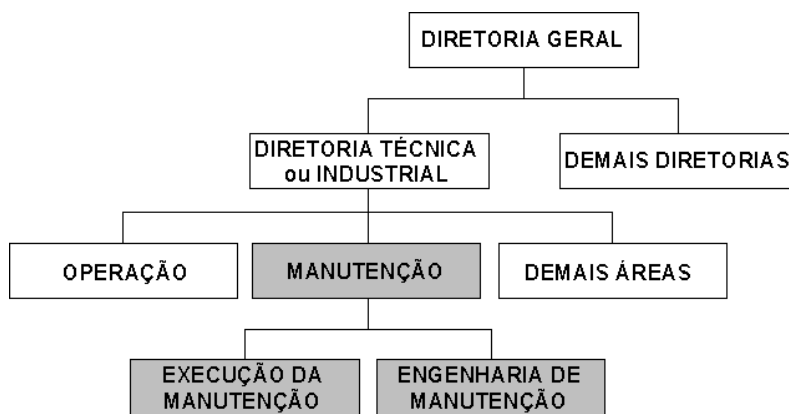 DIRETORIA GERAL
DIRETORIA TÉCNICA
ou INDUSTRIAL
DEMAIS DIRETORIAS
OPERAÇÃO
MANUTENÇÃO
DEMAIS ÁREAS
EXECUÇÃO DA
MANUTENÇÃO
ENGENHARIA DE
MANUTENÇÃO